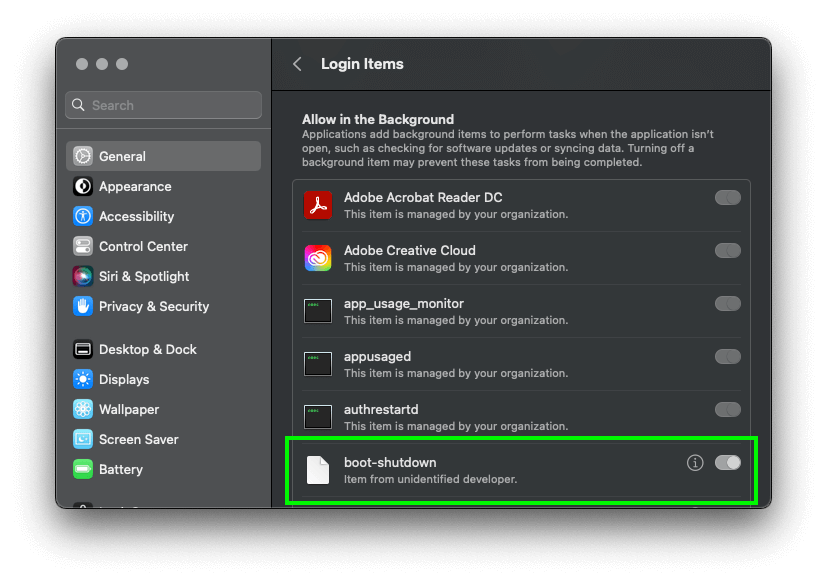 Login Items
Search
General
Appearance
Accessibility
Control Center
Siri & Spotlight
Privacy & Security
Desktop & Dock
Displays
Wallpaper
Screen Saver
Battery
Allow in the Background
Applications add background items to perform tasks when the application isn't
open, such as checking for software updates or syncing data. Turning off a
background item may prevent these tasks from being completed.
Adobe Acrobat Reader DC
This item is managed by your organization.
Adobe Creative Cloud
This item is managed by your organization.
app_usage_monitor
This item is managed by your organization.
appusaged
This item is managed by your organization.
authrestartd
This item is managed by your organization.
boot-shutdown
Item from unidentified developer.